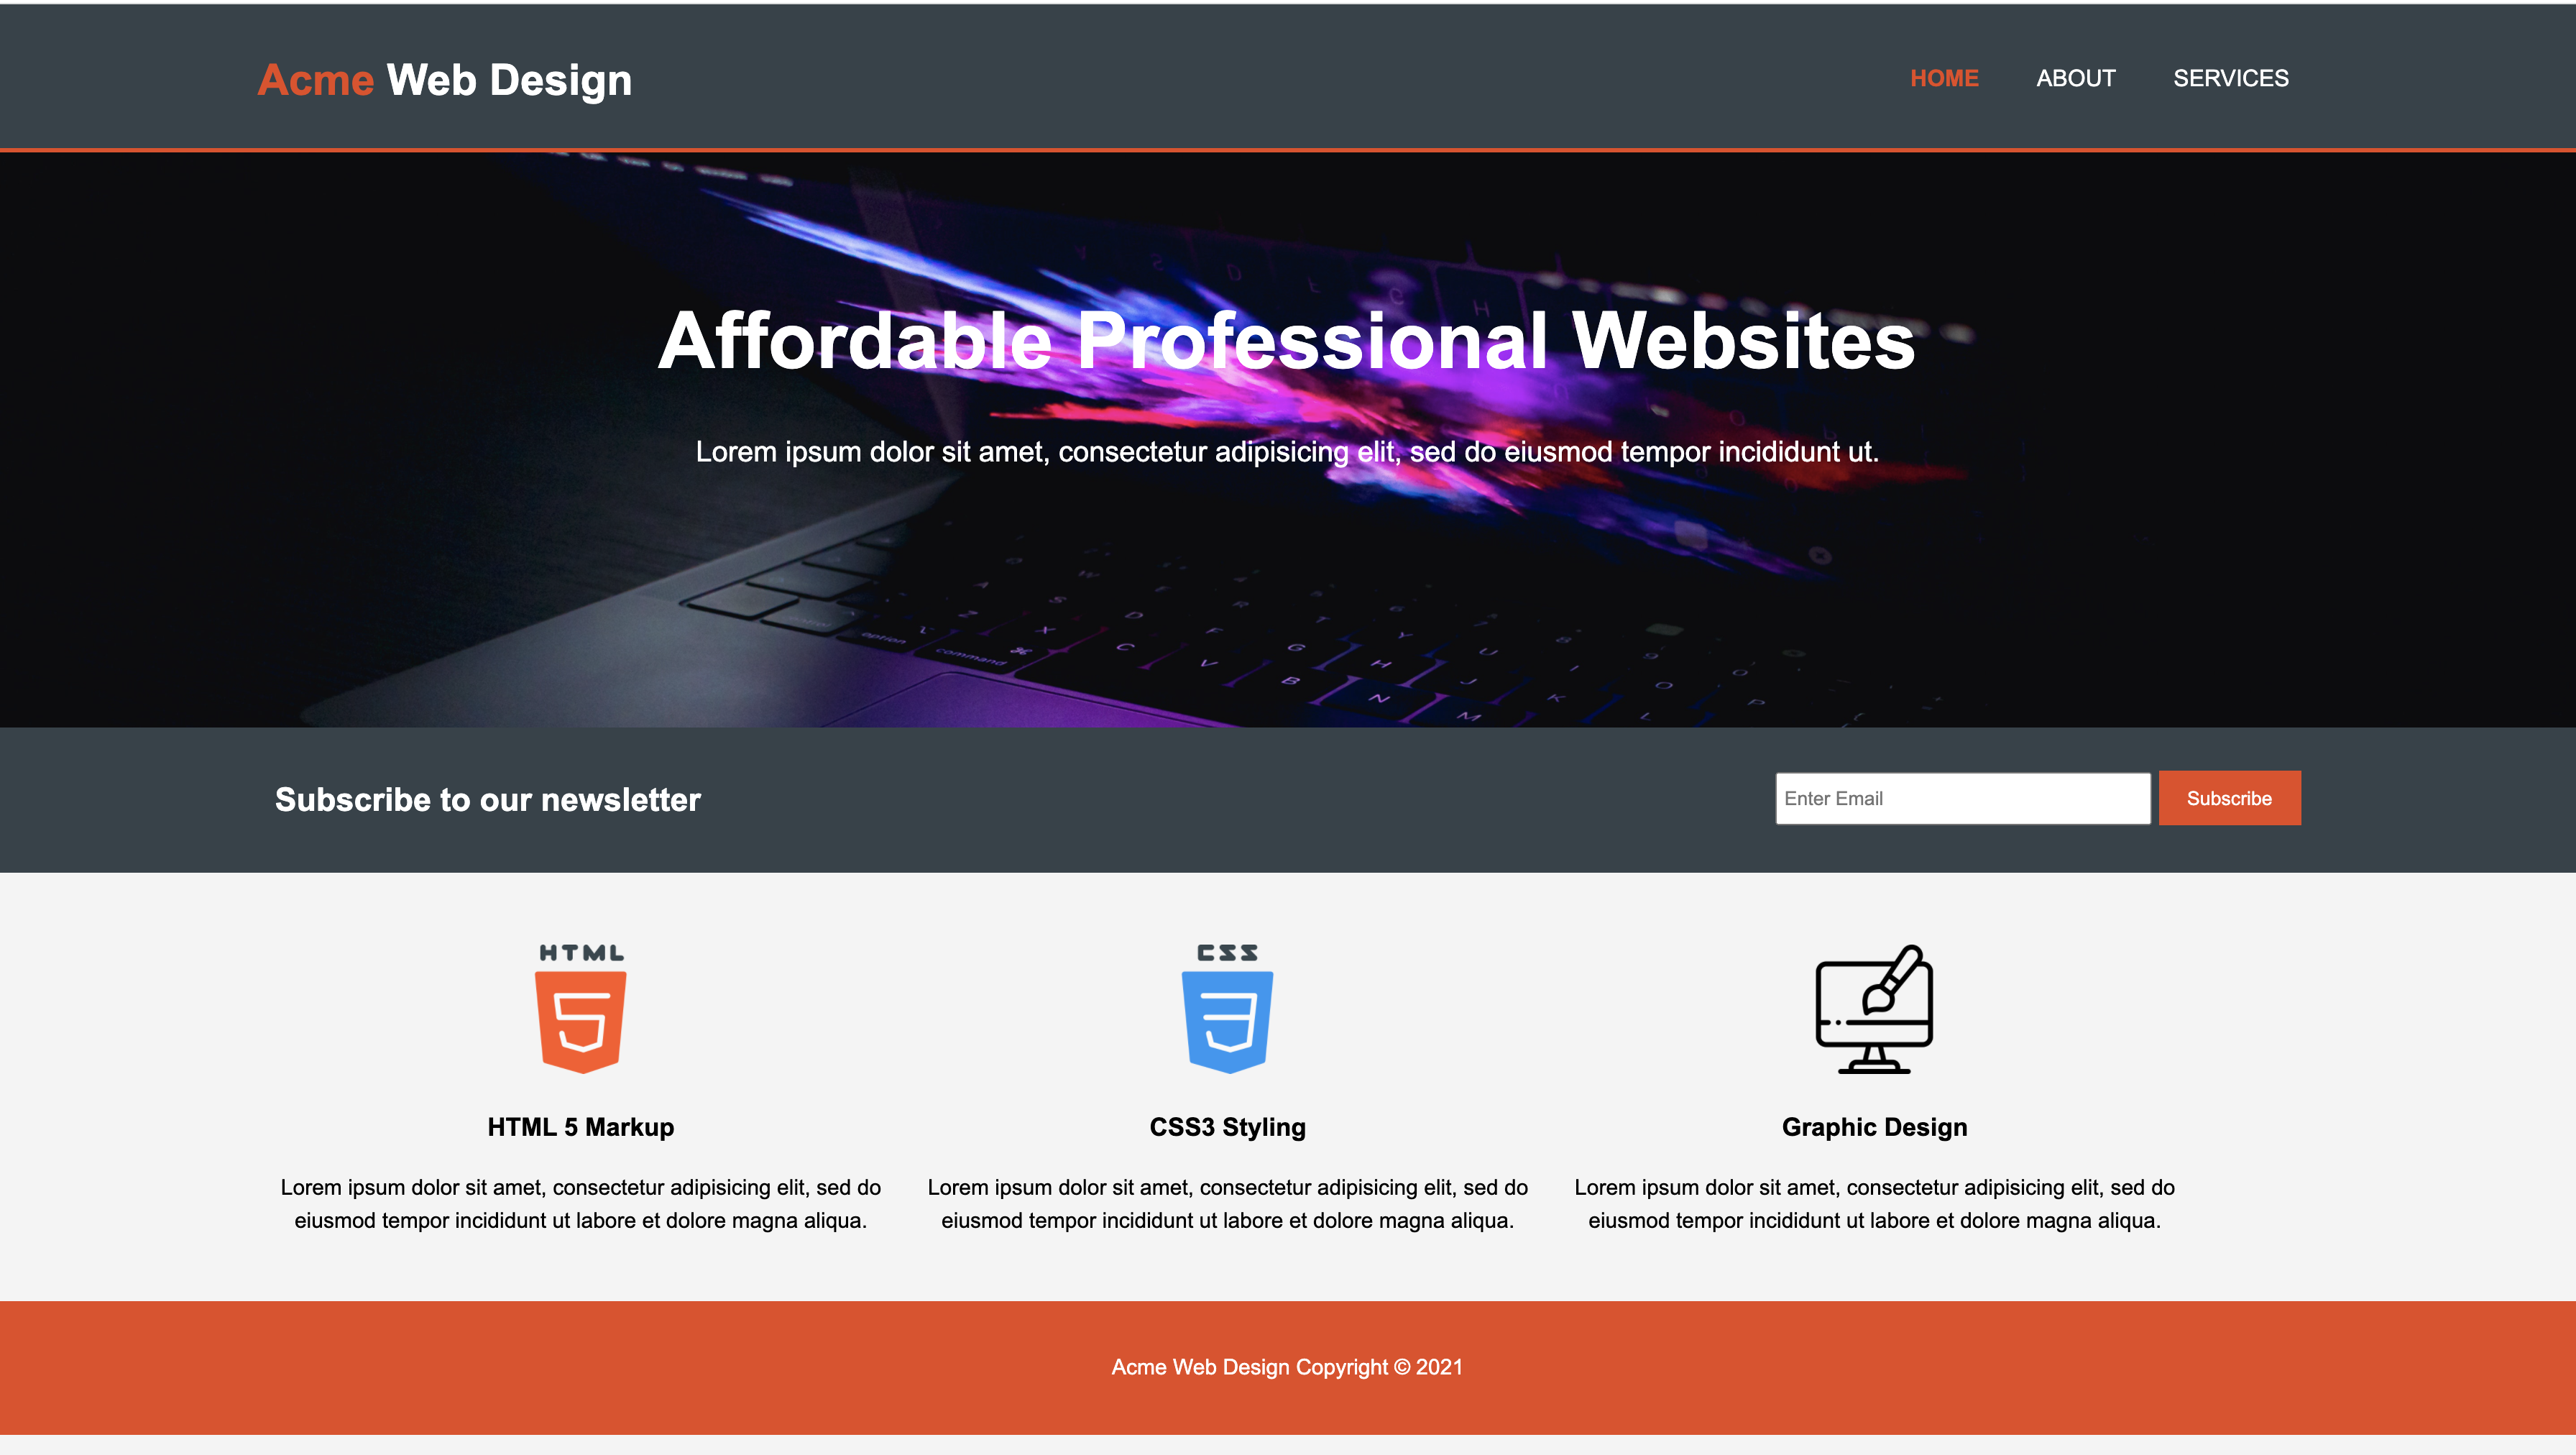 Acme Web Design
HOME ABOUT SERVICES
Affordable Professional Websites
Lorem ipsum dolor sit amet, consectetur adipisicing elit, sed do eiusmod tempor incididunt ut.
option
command
Subscribe to our newsletter
Enter Email
Subscribe
HTML
5
HTML 5 Markup
Lorem ipsum dolor sit amet, consectetur adipisicing elit, sed do
eiusmod tempor incididunt ut labore et dolore magna aliqua.
CSS
3
CSS3 Styling
Lorem ipsum dolor sit amet, consectetur adipisicing elit, sed do
eiusmod tempor incididunt ut labore et dolore magna aliqua.
Graphic Design
Lorem ipsum dolor sit amet, consectetur adipisicing elit, sed do
eiusmod tempor incididunt ut labore et dolore magna aliqua.
Acme Web Design Copyright © 2021